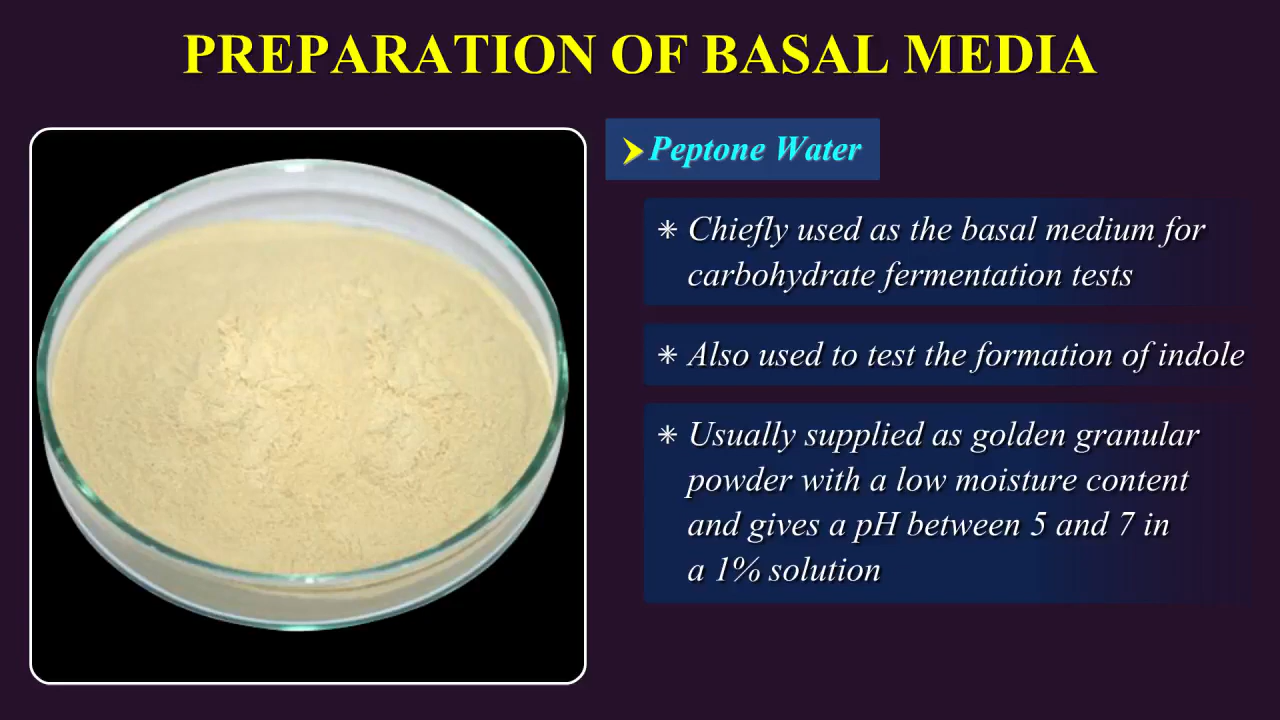 PREPARATION OF BASAL MEDIA
Peptone Water
Chiefly used as the basal medium for
carbohydrate fermentation tests
Also used to test the formation of indole
Usually supplied as golden granular
powder with a low moisture content
and gives a pH between 5 and 7 in
a 1% solution